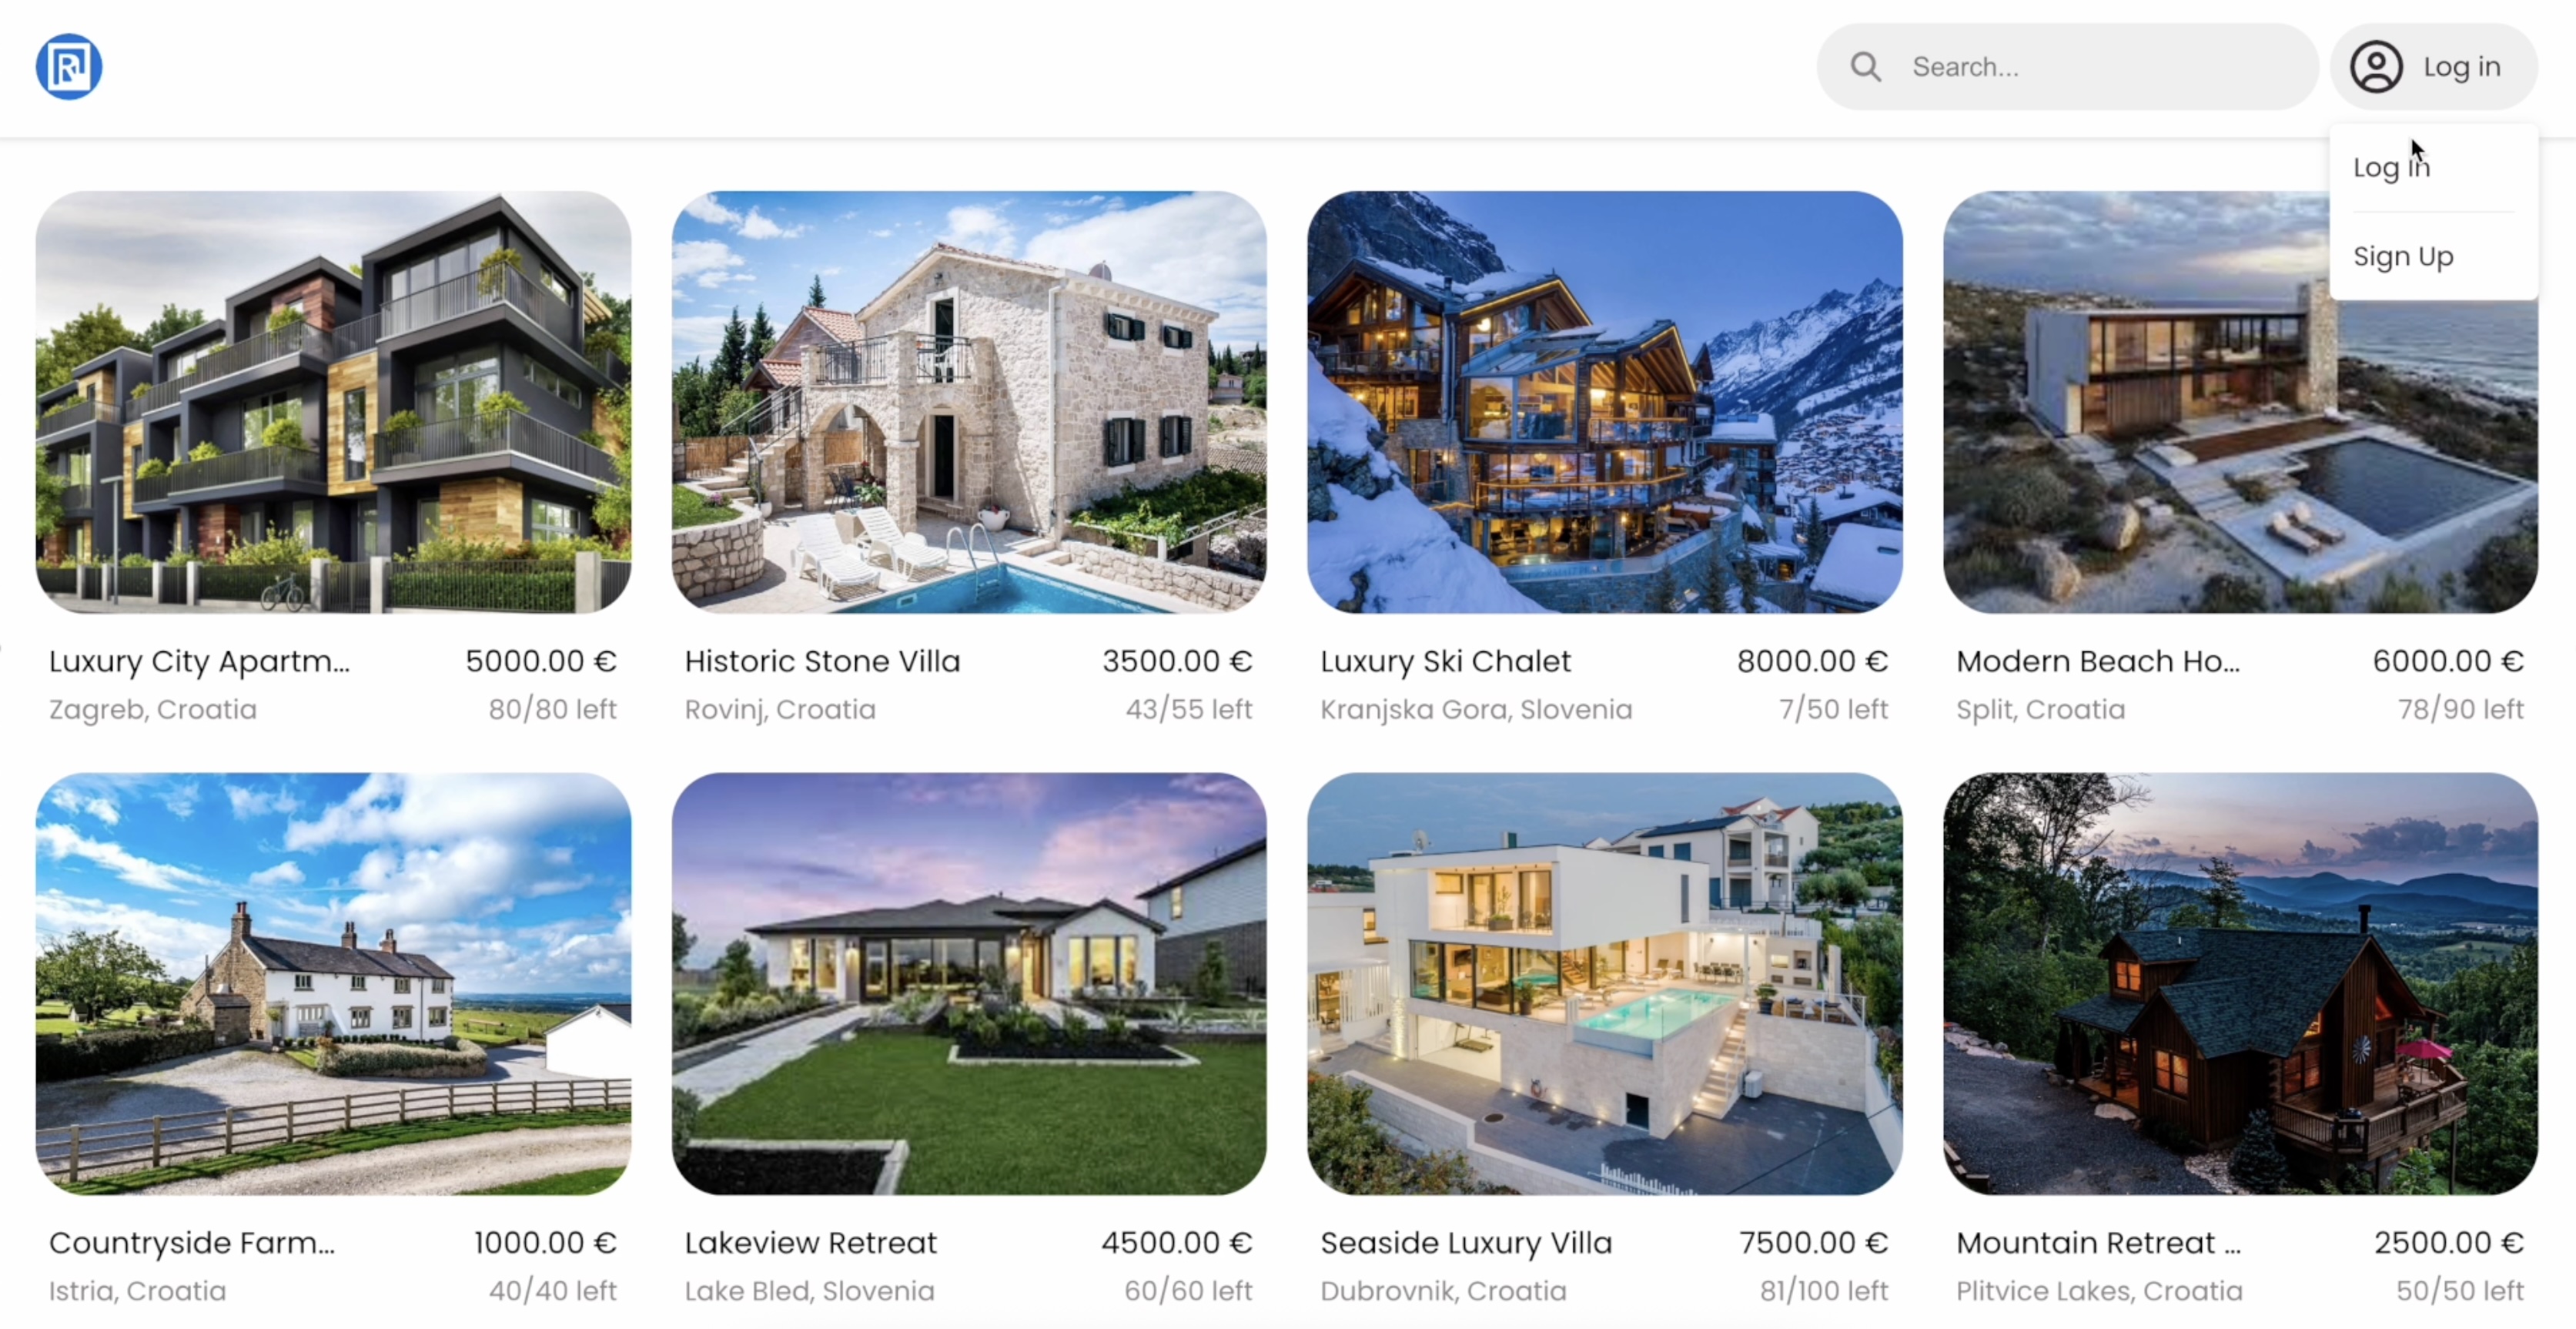 R
Search...
Log in
Log In
Sign Up
Luxury City Apartm... 5000.00 €
Zagreb, Croatia 80/80 left
Historic Stone Villa 3500.00 €
Rovinj, Croatia 43/55 left
Luxury Ski Chalet 8000.00 €
Kranjska Gora, Slovenia 7/50 left
Modern Beach Ho... 6000.00 €
Split, Croatia 78/90 left
Countryside Farm... 1000.00 €
Istria, Croatia 40/40 left
Lakeview Retreat 4500.00 €
Lake Bled, Slovenia 60/60 left
Seaside Luxury Villa 7500.00 €
Dubrovnik, Croatia 81/100 left
Mountain Retreat ... 2500.00 €
Plitvice Lakes, Croatia 50/50 left